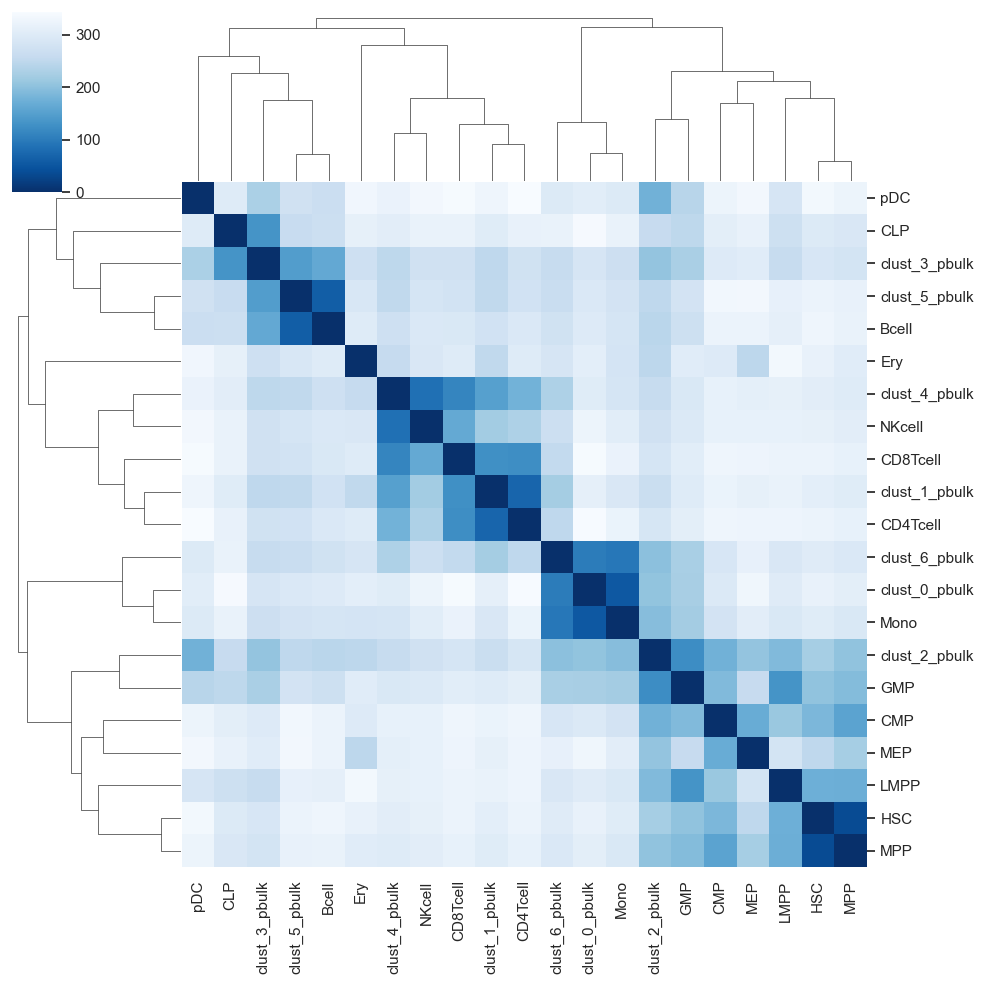 300
200
100
0
pDC
CLP
clust_3_pbulk
clust_5_pbulk
Bcell
Ery
clust_4_pbulk
NKcell
CD8Tcell
clust_1_pbulk
CD4Tcell
clust_6_pbulk
clust_0_pbulk
Mono
clust_2_pbulk
GMP
CMP
MEP
LMPP
HSC
MPP
pDC
CLP
clust_3_pbulk
clust_5_pbulk
Bcell
Ery
clust_4_pbulk
NKcell
CD8Tcell
clust_1_pbulk
CD4Tcell
clust_6_pbulk
clust_0_pbulk
Mono
clust_2_pbulk
GMP
CMP
MEP
LMPP
HSC
MPP